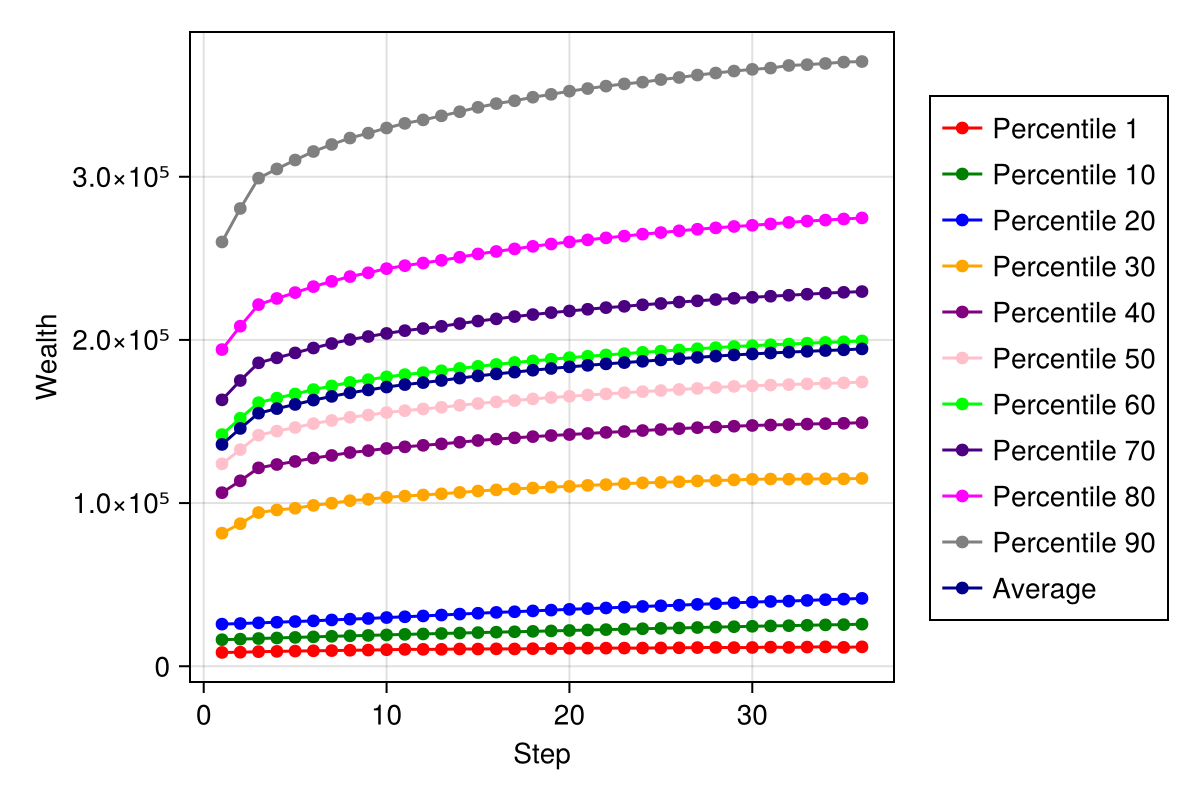 Wealth
3.0×10⁵
2.0×10⁵
1.0×10⁵
0
0 10 20 30
Step
Percentile 1
Percentile 10
Percentile 20
Percentile 30
Percentile 40
Percentile 50
Percentile 60
Percentile 70
Percentile 80
Percentile 90
Average